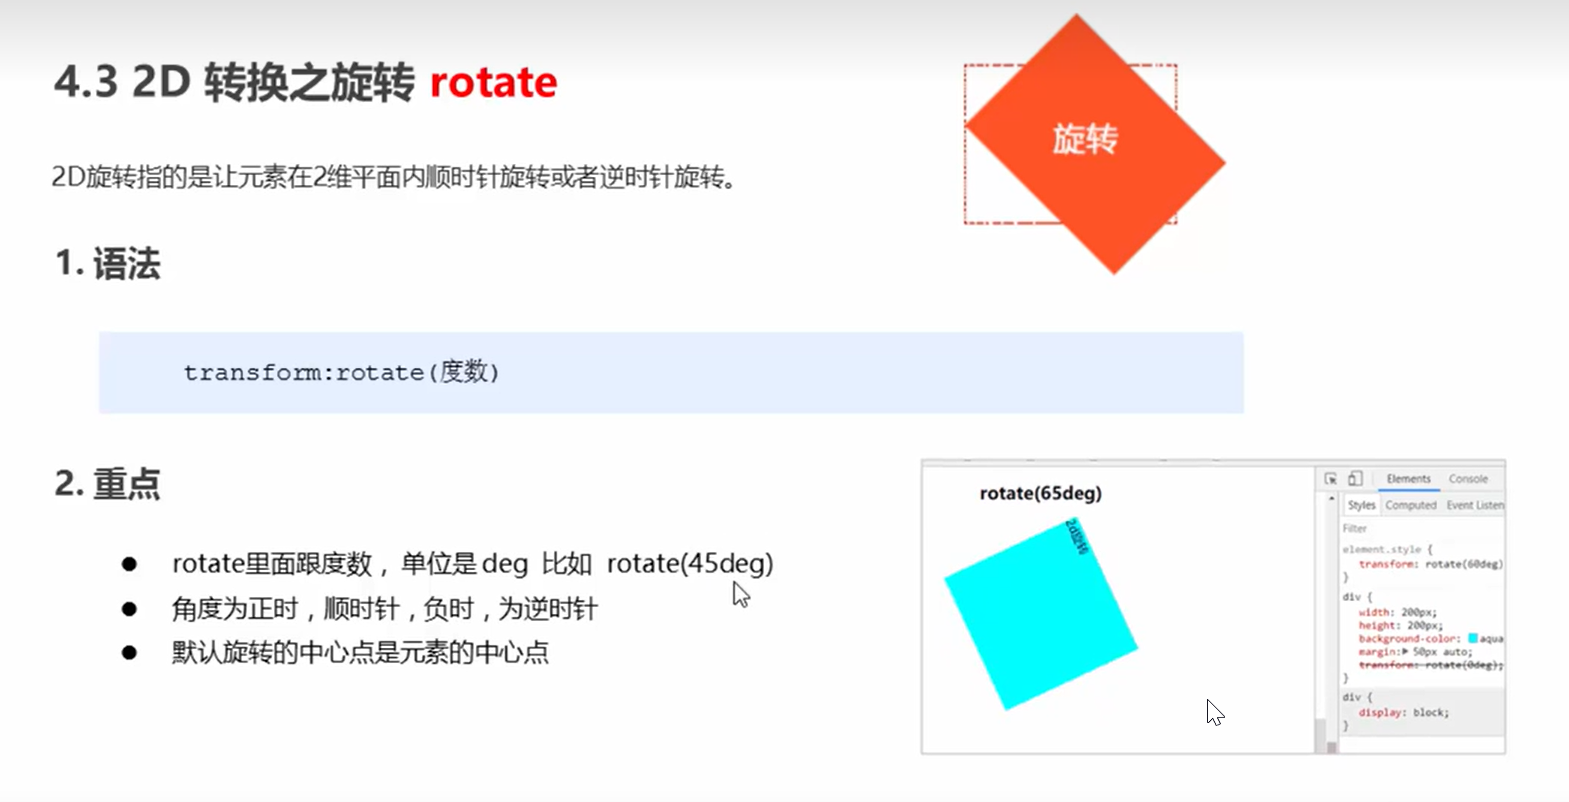 4.3 2D 转换之旋转 rotate
旋转
2D旋转指的是让元素在2维平面内顺时针旋转或者逆时针旋转。
1. 语法
transform:rotate(度数)
2. 重点
rotate里面跟度数，单位是deg 比如 rotate(45deg)
角度为正时，顺时针，负时，为逆时针
默认旋转的中心点是元素的中心点
rotate(65deg)
2d旋转
Elements Console
Styles Computed Event Listen
Filter
element.style {
transform: rotate(60deg)
}
div {
width: 200px;
height: 200px;
background-color: aqua
margin: 50px auto;
transform: rotate(0deg);
}
div {
display: block;
}